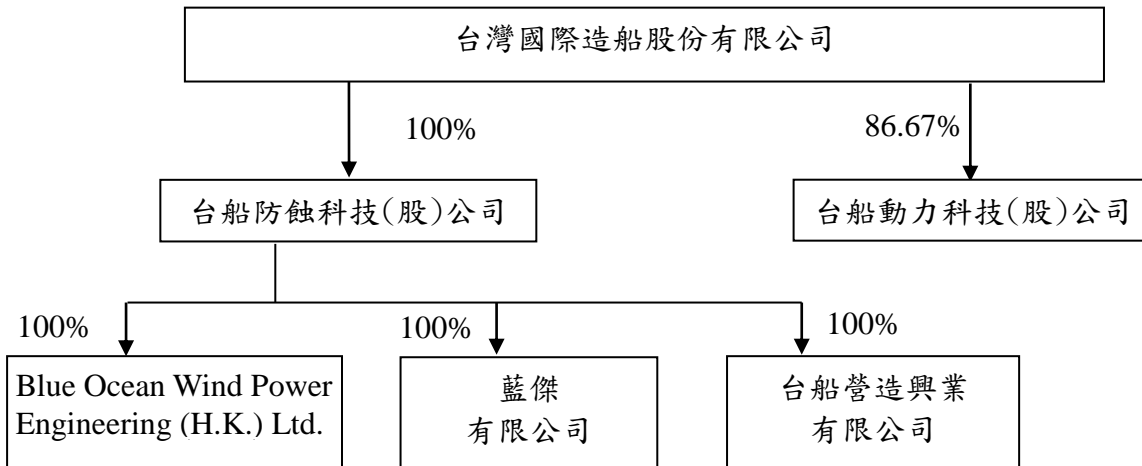 台灣國際造船股份有限公司
100%
86.67%
台船防蝕科技(股)公司
台船動力科技(股)公司
100%
100%
100%
Blue Ocean Wind Power
Engineering (H.K.) Ltd.
藍傑
有限公司
台船營造興業
有限公司